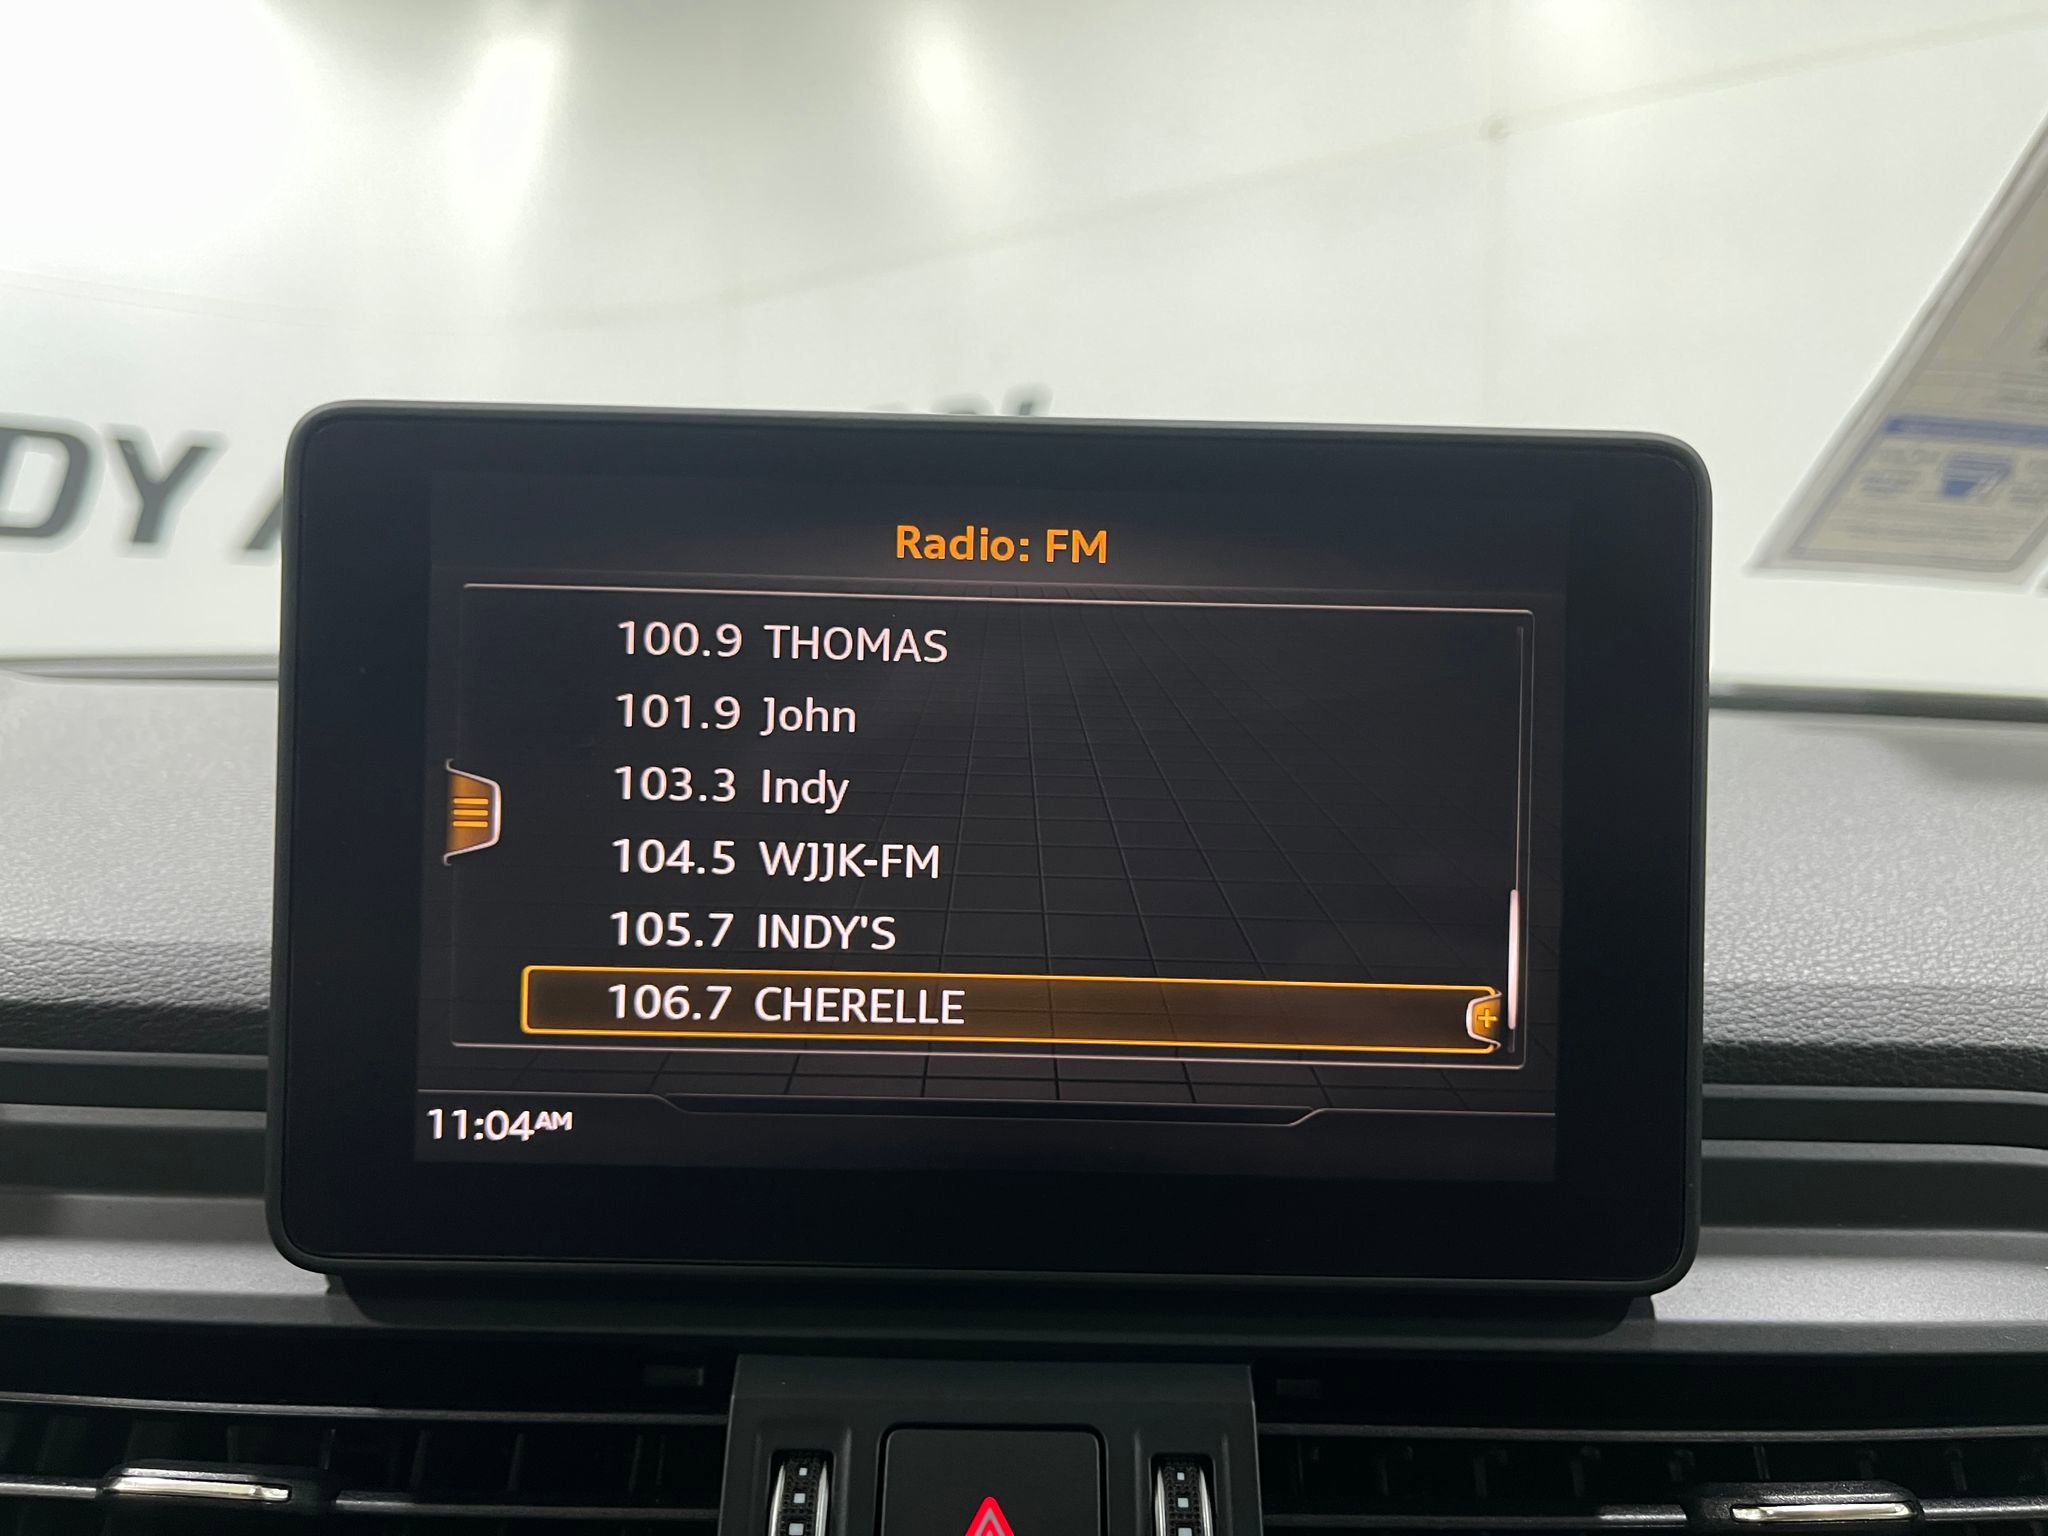 DY
Radio: FM
100.9 THOMAS
101.9 John
103.3 Indy
104.5 WJJK-FM
105.7 INDY'S
106.7 CHERELLE
11:04AM